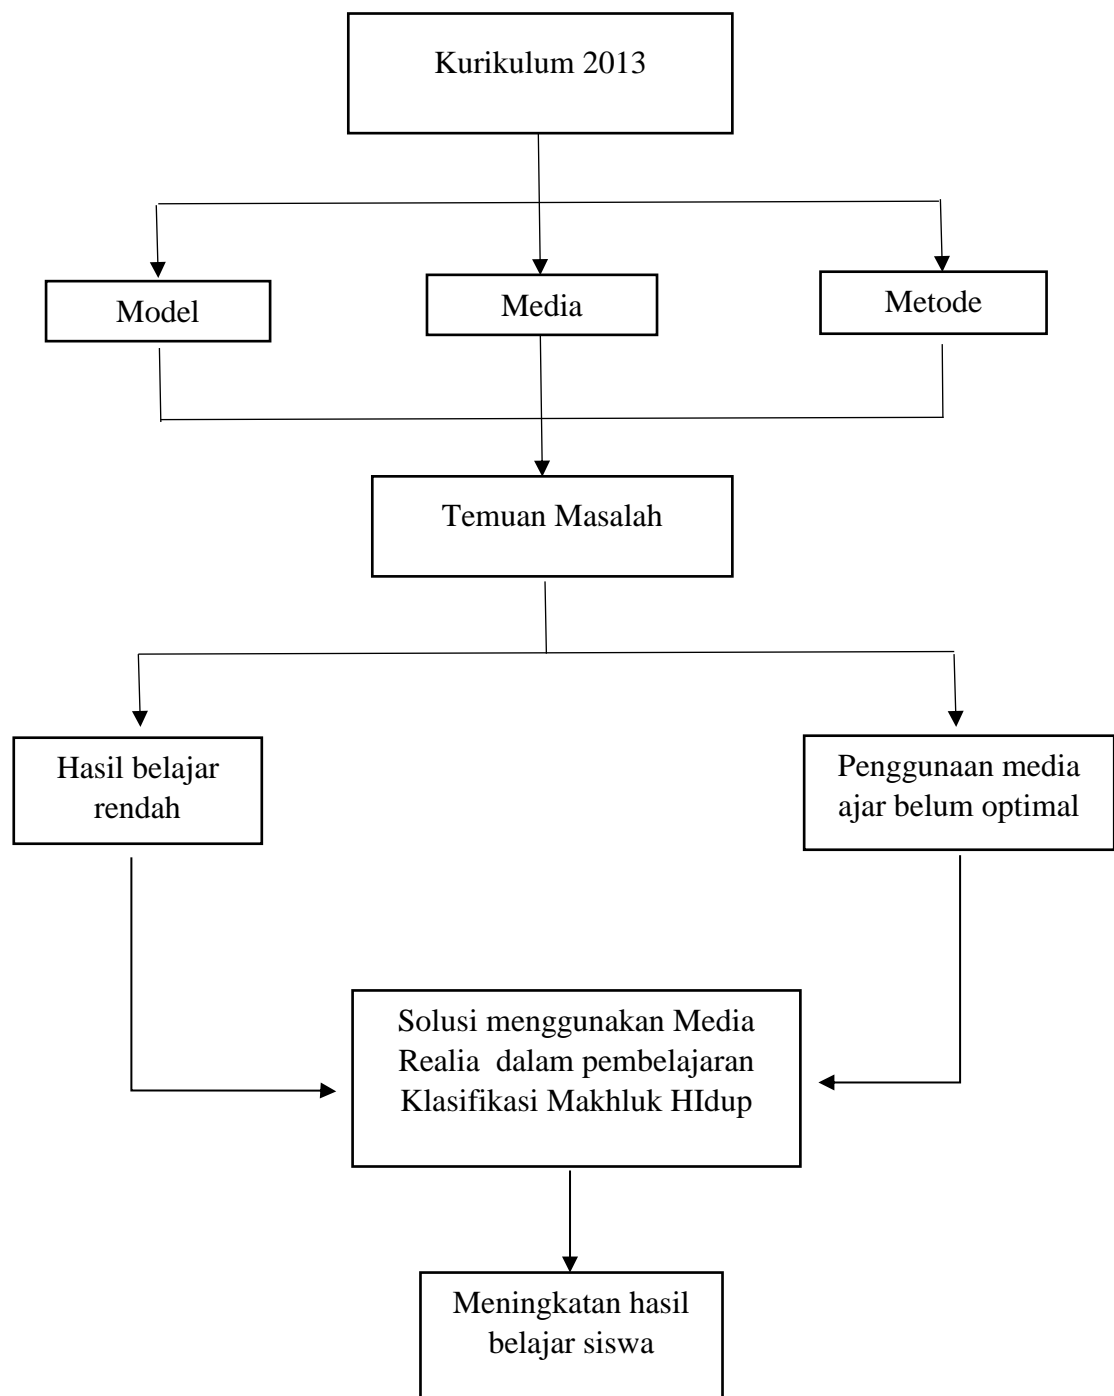 Kurikulum 2013
Model
Media
Metode
Temuan Masalah
Hasil belajar
rendah
Penggunaan media
ajar belum optimal
Solusi menggunakan Media
Realia dalam pembelajaran
Klasifikasi Makhluk HIdup
Meningkatan hasil
belajar siswa